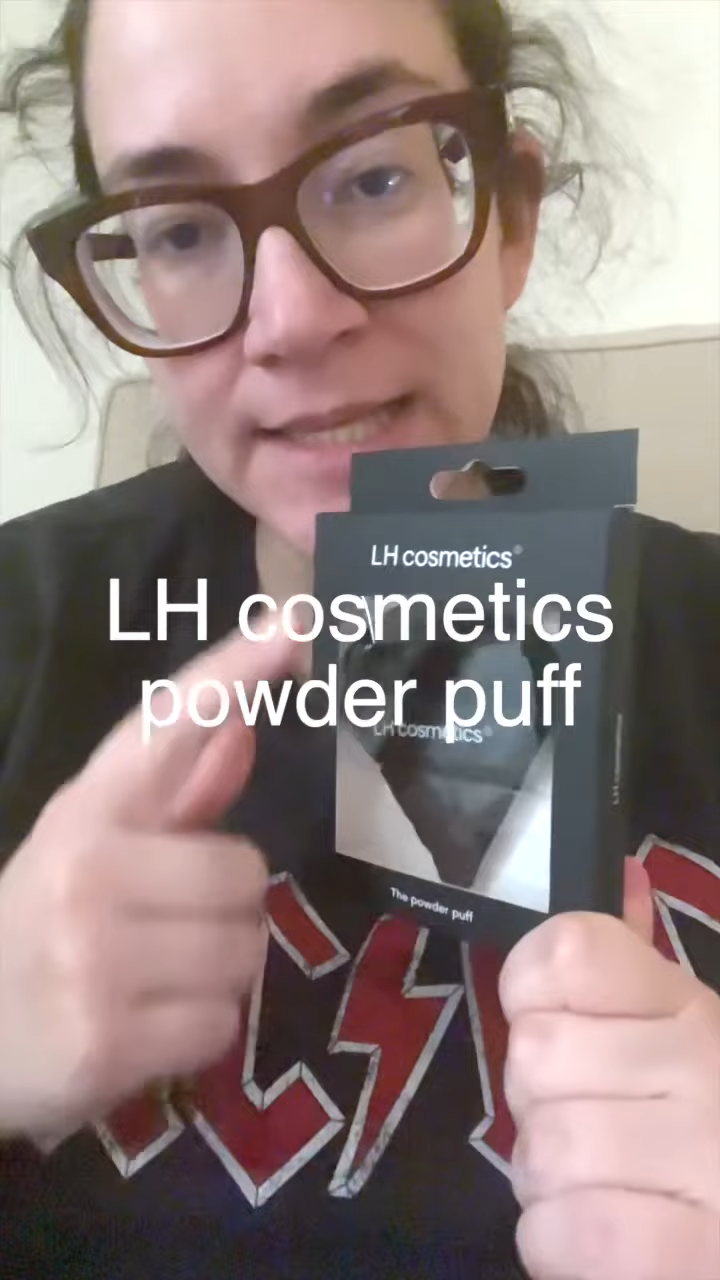 LH cosmetics®
LH cosmetics
powder puff
LH cosmetics®
The powder puff